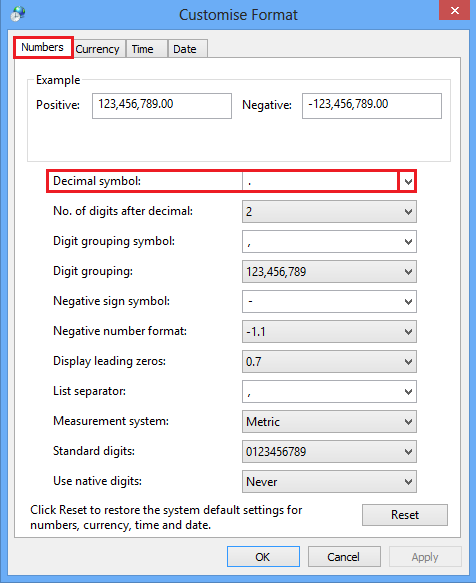 Customise Format
Numbers Currency Time Date
Example
Positive: 123,456,789.00 Negative: -123,456,789.00
Decimal symbol: .
No. of digits after decimal: 2
Digit grouping symbol: ,
Digit grouping: 123,456,789
Negative sign symbol: -
Negative number format: -1.1
Display leading zeros: 0.7
List separator: ,
Measurement system: Metric
Standard digits: 0123456789
Use native digits: Never
Click Reset to restore the system default settings for
numbers, currency, time and date.
Reset
OK Cancel Apply